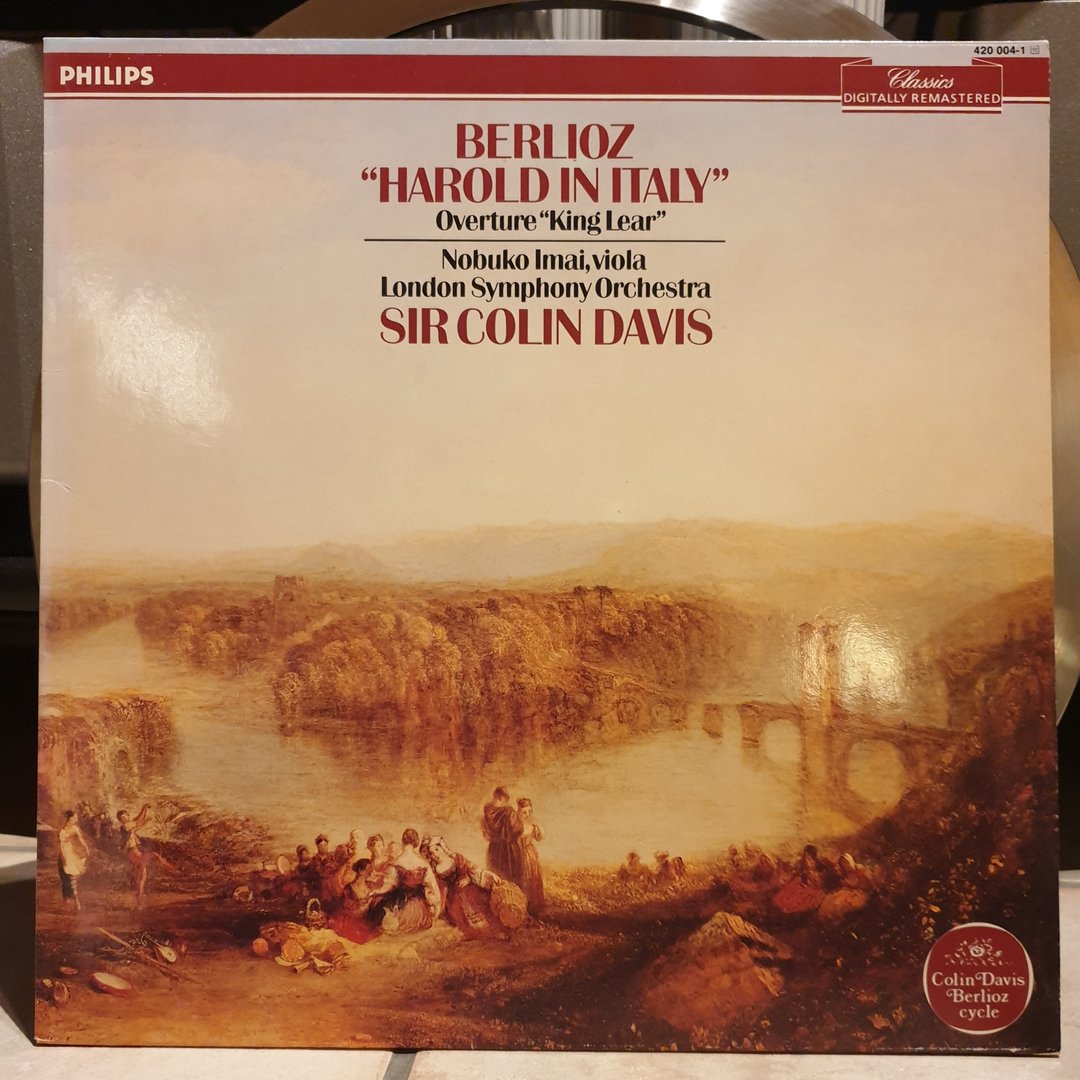 420 004-1
PHILIPS
Classics
DIGITALLY REMASTERED
BERLIOZ
“HAROLD IN ITALY”
Overture “King Lear”
Nobuko Imai, viola
London Symphony Orchestra
SIR COLIN DAVIS
Colin Davis
Berlioz
cycle